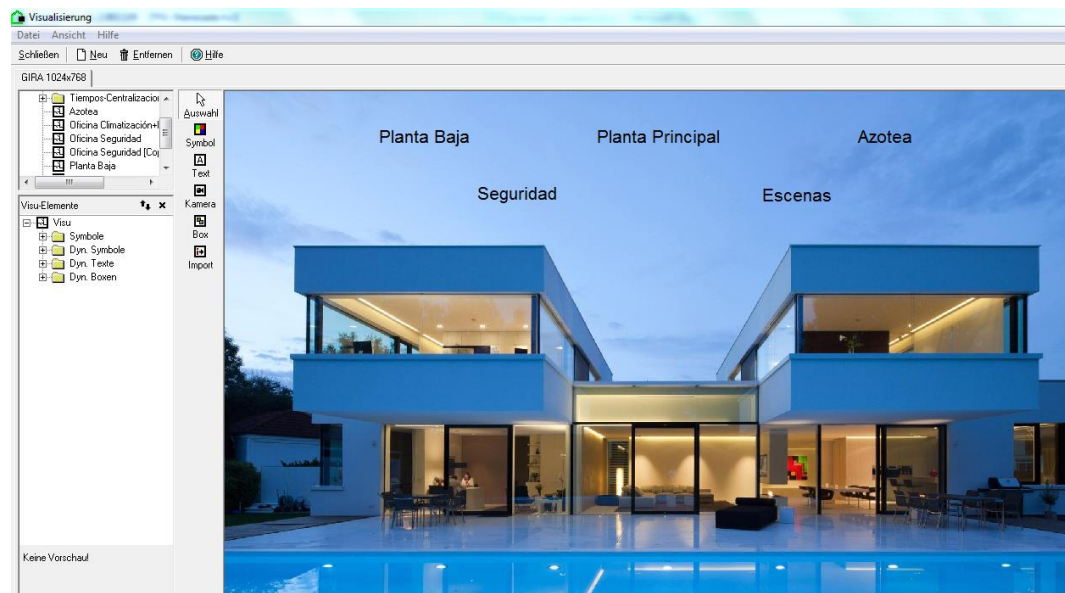 Visualisierung
Datei Ansicht Hilfe
Schließen Neu Entfernen Hilfe
GIRA 1024x768
Tiempos-Centralizacion
Azotea
Oficina Climatización+I
Oficina Seguridad
Oficina Seguridad [Co
Planta Baja
Visu-Elemente
Visu
Symbole
Dyn. Symbole
Dyn. Texte
Dyn. Boxen
Keine Vorschau!
Auswahl
Symbol
Text
Kamera
Box
Import
Planta Baja Planta Principal Azotea
Seguridad Escenas